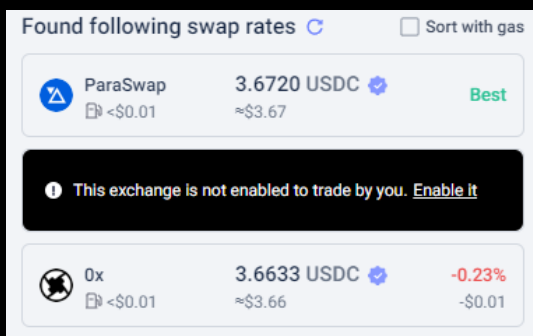 Found following swap rates Sort with gas
ParaSwap 3.6720 USDC Best
<$0.01 ≈$3.67
This exchange is not enabled to trade by you. Enable it
0x 3.6633 USDC -0.23%
<$0.01 ≈$3.66 -$0.01